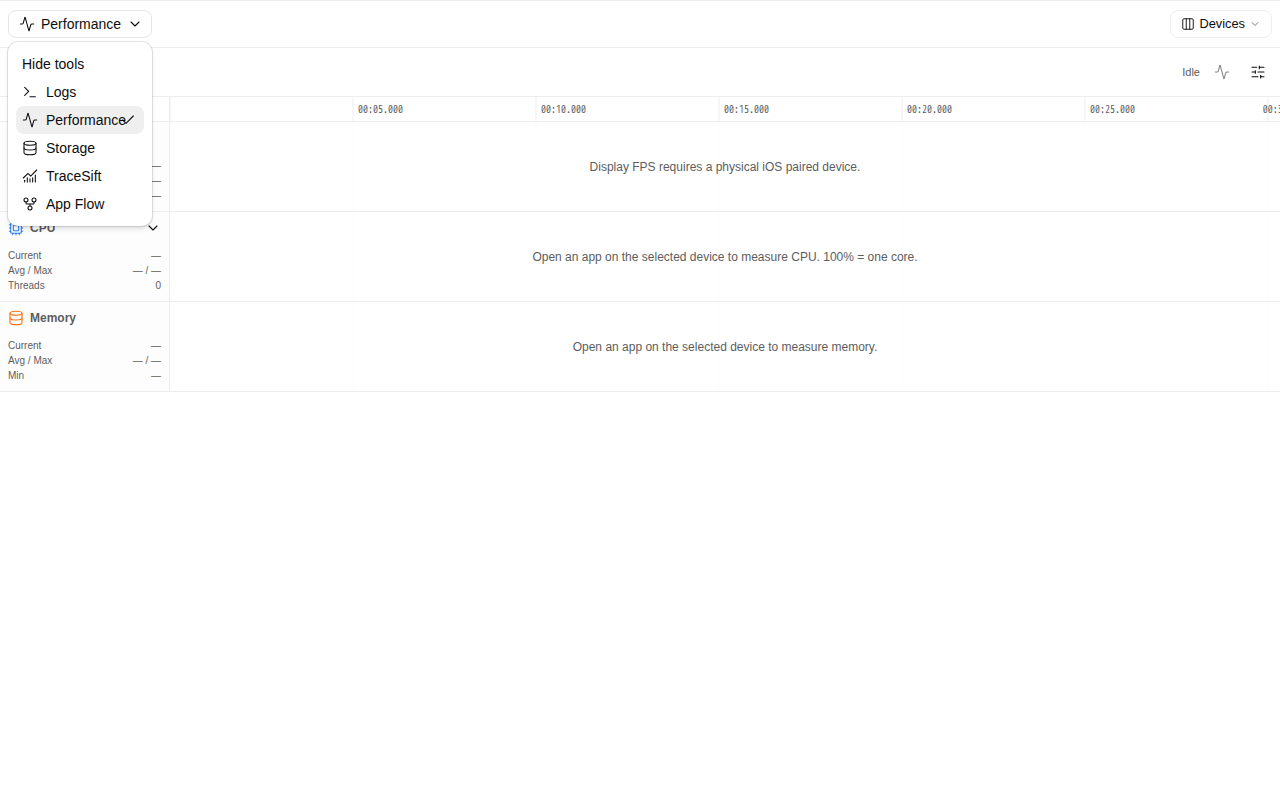 Performance
Devices
Hide tools
Logs
Performance
Storage
TraceSift
App Flow
Idle
00:05.000
00:10.000
00:15.000
00:20.000
00:25.000
—
—
—
Display FPS requires a physical iOS paired device.
CPU
Current —
Avg / Max — / —
Threads 0
Open an app on the selected device to measure CPU. 100% = one core.
Memory
Current —
Avg / Max — / —
Min —
Open an app on the selected device to measure memory.